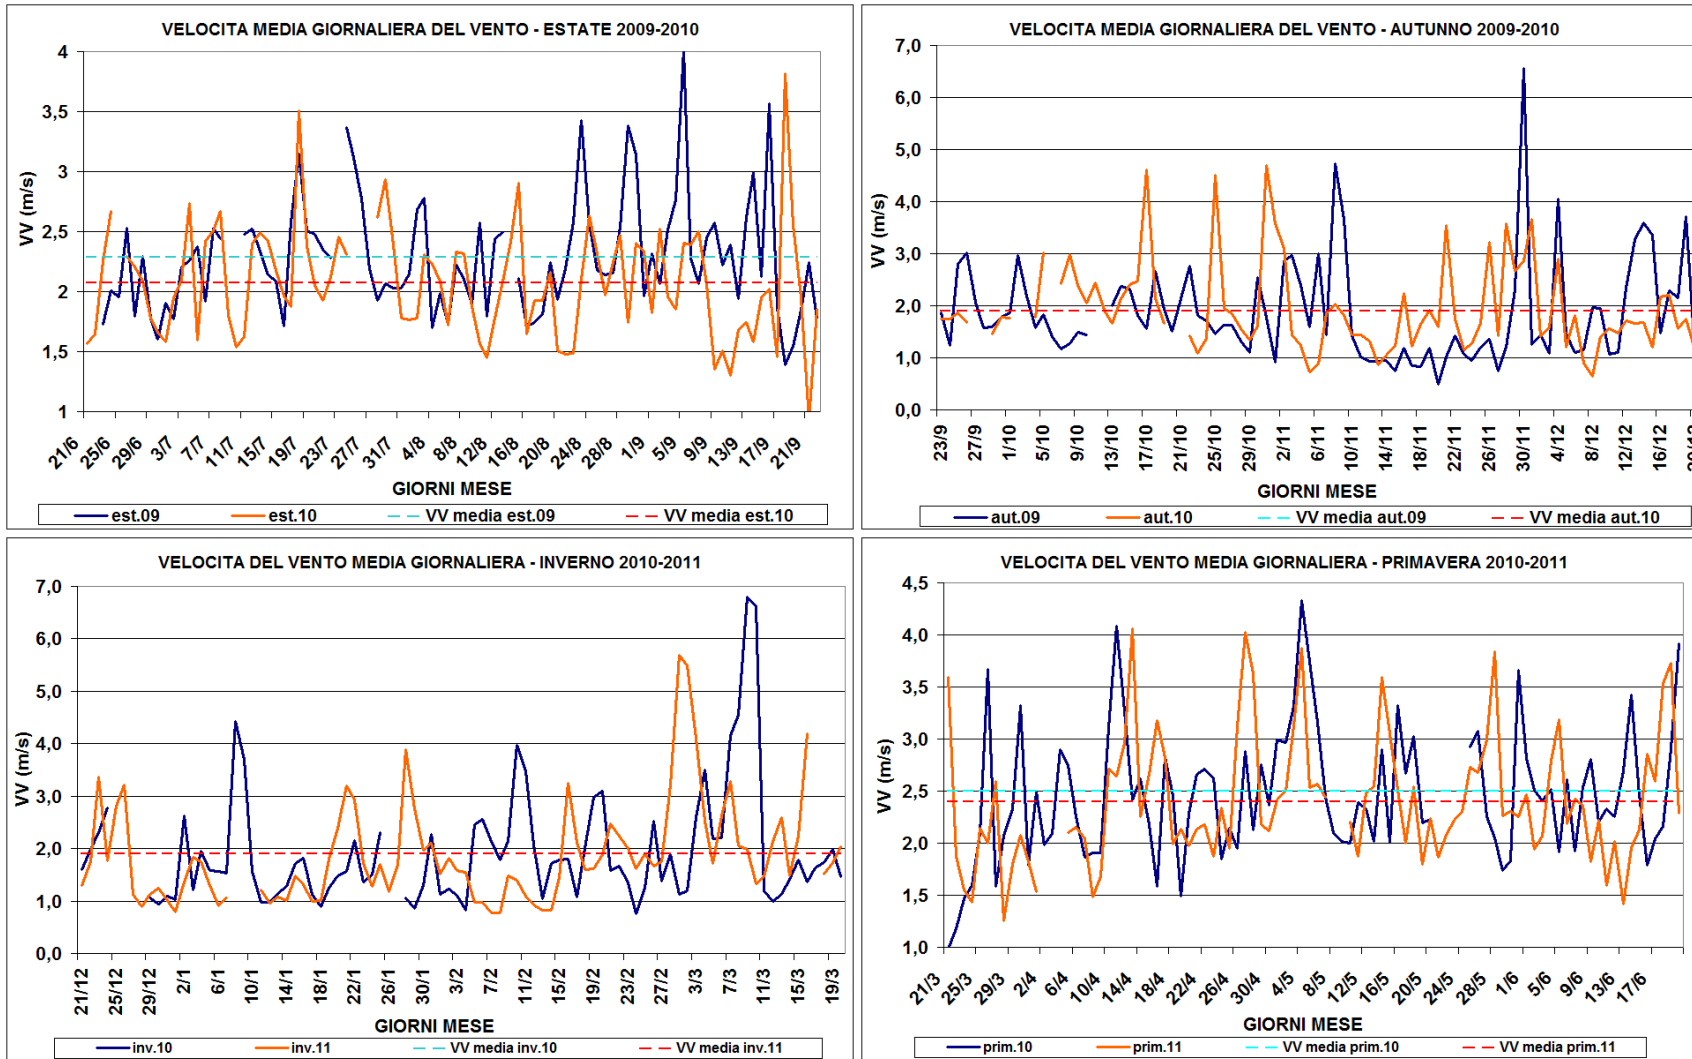 VELOCITA MEDIA GIORNALIERA DEL VENTO - ESTATE 2009-2010
4
3,5
3
2,5
2
1,5
1
VV (m/s)
21/6 25/6 29/6 3/7 7/7 11/7 15/7 19/7 23/7 27/7 31/7 4/8 8/8 12/8 16/8 20/8 24/8 28/8 1/9 5/9 9/9 13/9 17/9 21/9
GIORNI MESE
est.09 est.10 VV media est.09 VV media est.10
VELOCITA MEDIA GIORNALIERA DEL VENTO - AUTUNNO 2009-2010
7,0
6,0
5,0
4,0
3,0
2,0
1,0
0,0
VV (m/s)
23/9 27/9 1/10 5/10 9/10 13/10 17/10 21/10 25/10 29/10 2/11 6/11 10/11 14/11 18/11 22/11 26/11 30/11 4/12 8/12 12/12 16/12
GIORNI MESE
aut.09 aut.10 VV media aut.09 VV media aut.10
VELOCITA DEL VENTO MEDIA GIORNALIERA - INVERNO 2010-2011
7,0
6,0
5,0
4,0
3,0
2,0
1,0
0,0
VV (m/s)
21/12 25/12 29/12 2/1 6/1 10/1 14/1 18/1 22/1 26/1 30/1 3/2 7/2 11/2 15/2 19/2 23/2 27/2 3/3 7/3 11/3 15/3 19/3
GIORNI MESE
inv.10 inv.11 VV media inv.10 VV media inv.11
VELOCITA DEL VENTO MEDIA GIORNALIERA - PRIMAVERA 2010-2011
4,5
4,0
3,5
3,0
2,5
2,0
1,5
1,0
VV (m/s)
21/3 25/3 29/3 2/4 6/4 10/4 14/4 18/4 22/4 26/4 30/4 4/5 8/5 12/5 16/5 20/5 24/5 28/5 1/6 5/6 9/6 13/6 17/6
GIORNI MESE
prim.10 prim.11 VV media prim.10 VV media prim.11